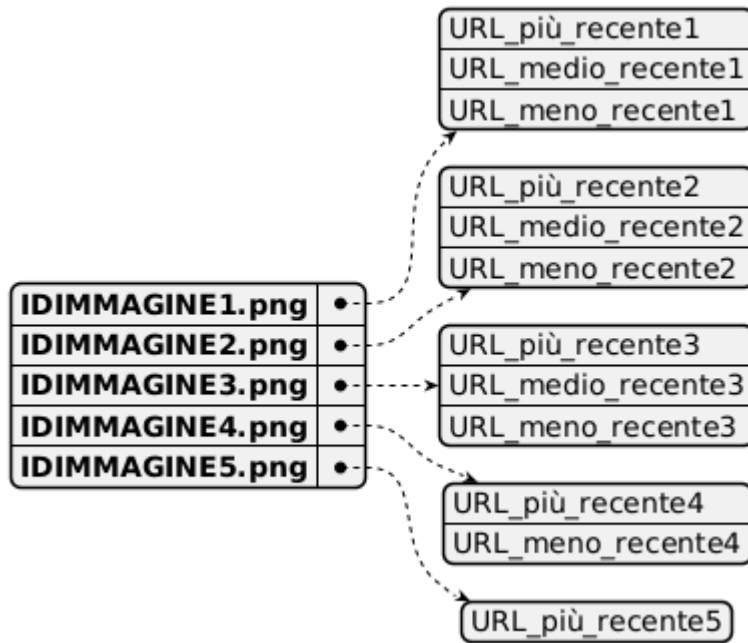 URL_più_recente1
URL_medio_recente1
URL_meno_recente1
URL_più_recente2
URL_medio_recente2
URL_meno_recente2
IDIMMAGINE1.png
IDIMMAGINE2.png
IDIMMAGINE3.png
IDIMMAGINE4.png
IDIMMAGINE5.png
URL_più_recente3
URL_medio_recente3
URL_meno_recente3
URL_più_recente4
URL_meno_recente4
URL_più_recente5